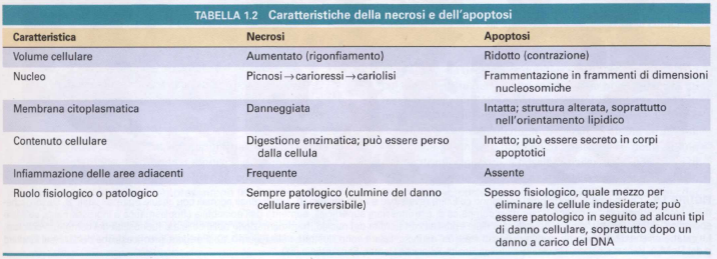 TABELLA 1.2 Caratteristiche della necrosi e dell'apoptosi
Caratteristica Necrosi Apoptosi
Volume cellulare Aumentato (rigonfiamento) Ridotto (contrazione)
Nucleo Picnosi→carioressi→cariolisi Frammentazione in frammenti di dimensioni
nucleosomiche
Membrana citoplasmatica Danneggiata Intatta; struttura alterata, soprattutto
nell'orientamento lipidico
Contenuto cellulare Digestione enzimatica; può essere perso Intatto; può essere secreto in corpi
dalla cellula apoptotici
Infiammazione delle aree adiacenti Frequente Assente
Ruolo fisiologico o patologico Sempre patologico (culmine del danno Spesso fisiologico, quale mezzo per
cellulare irreversibile) eliminare le cellule indesiderate; può
essere patologico in seguito ad alcuni tipi
di danno cellulare, soprattutto dopo un
danno a carico del DNA